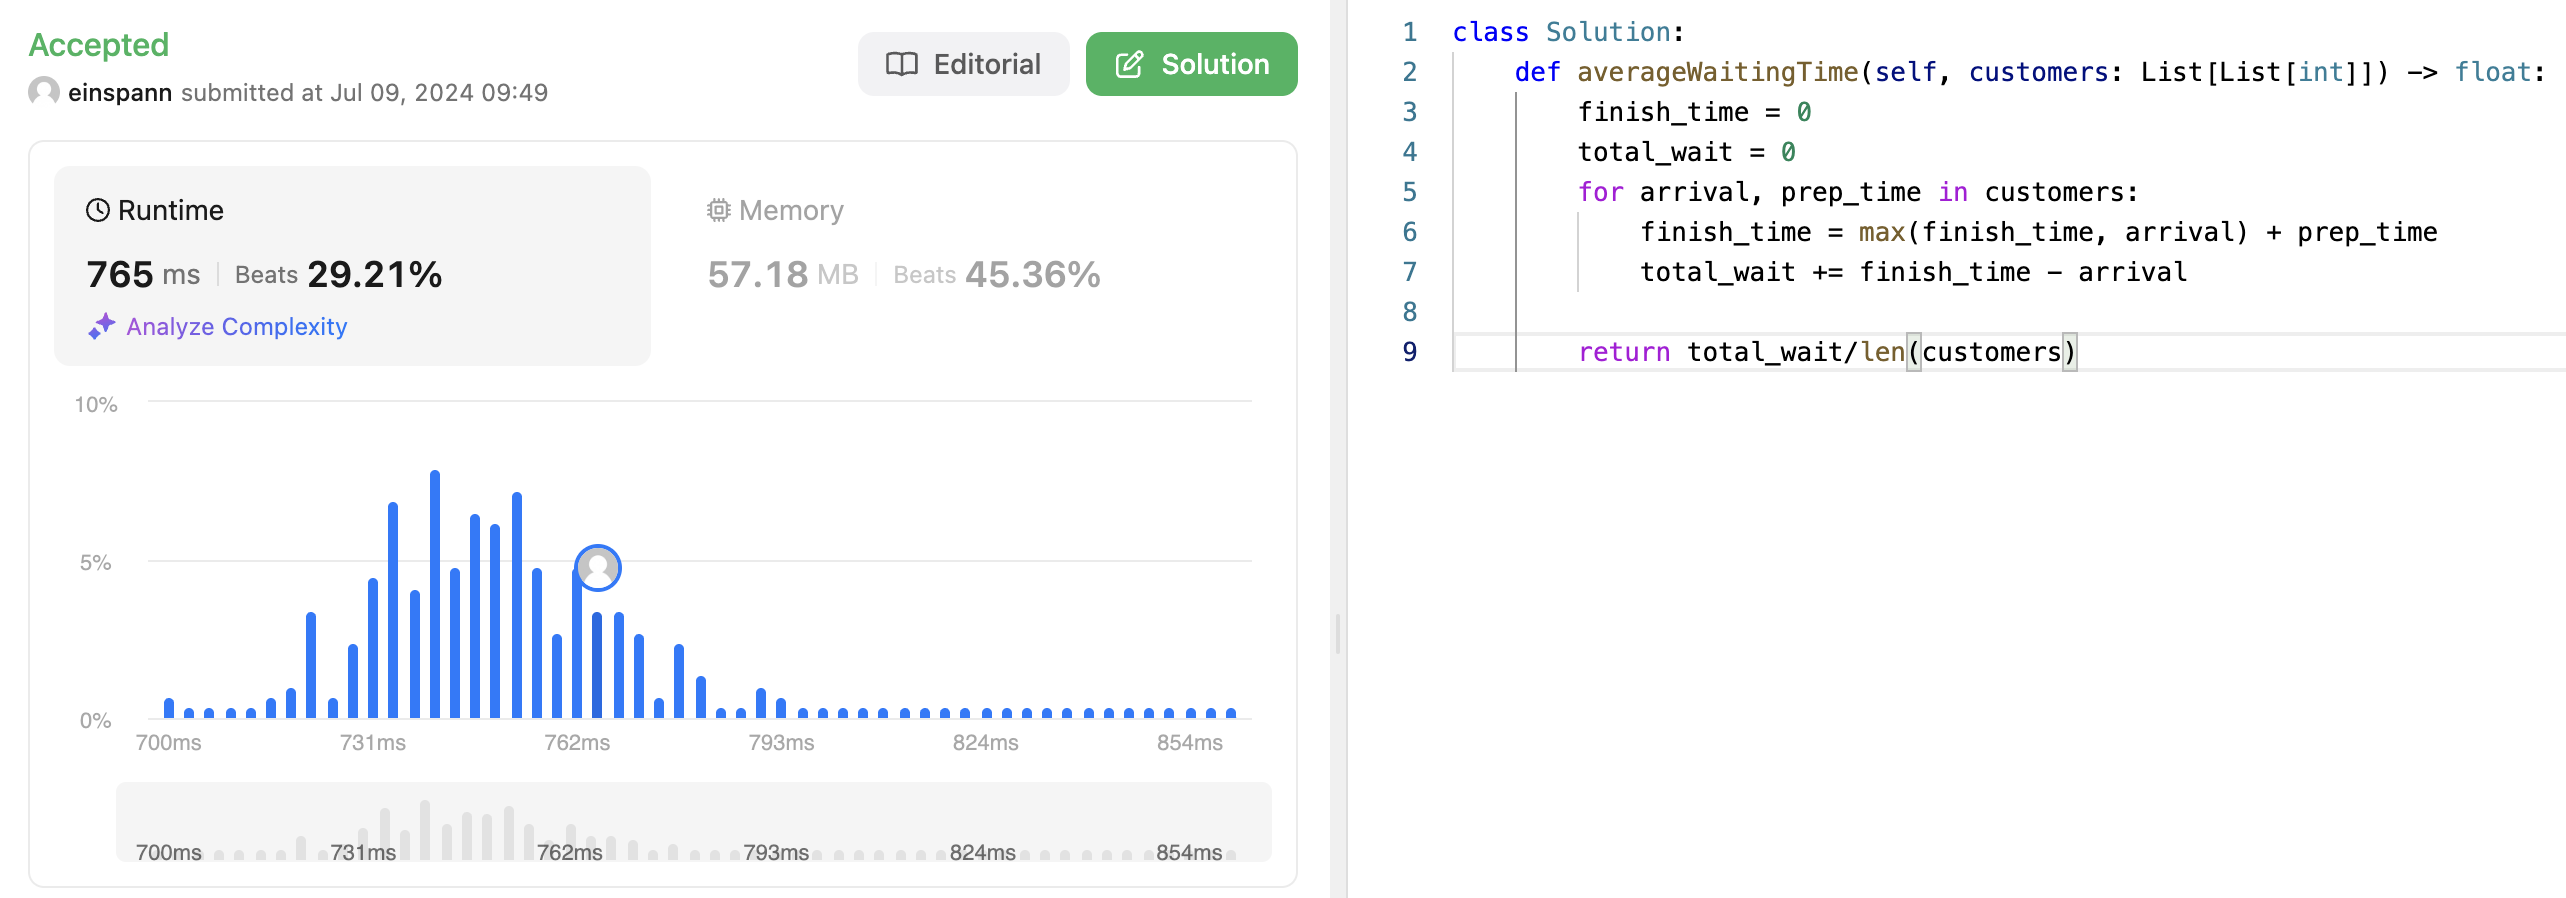 Accepted
einspann submitted at Jul 09, 2024 09:49
Editorial
Solution
Runtime
765 ms Beats 29.21%
Analyze Complexity
Memory
57.18 MB Beats 45.36%
10%
5%
0%
700ms 731ms 762ms 793ms 824ms 854ms
700ms 731ms 762ms 793ms 824ms 854ms
1 class Solution:
2     def averageWaitingTime(self, customers: List[List[int]]) -> float:
3         finish_time = 0
4         total_wait = 0
5         for arrival, prep_time in customers:
6             finish_time = max(finish_time, arrival) + prep_time
7             total_wait += finish_time - arrival
8
9         return total_wait/len(customers)